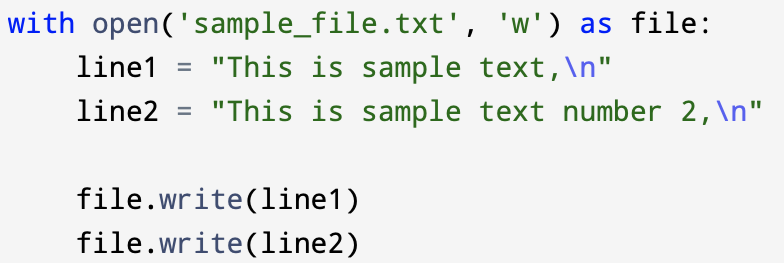 with open('sample_file.txt', 'w') as file:
    line1 = "This is sample text,\n"
    line2 = "This is sample text number 2,\n"

    file.write(line1)
    file.write(line2)